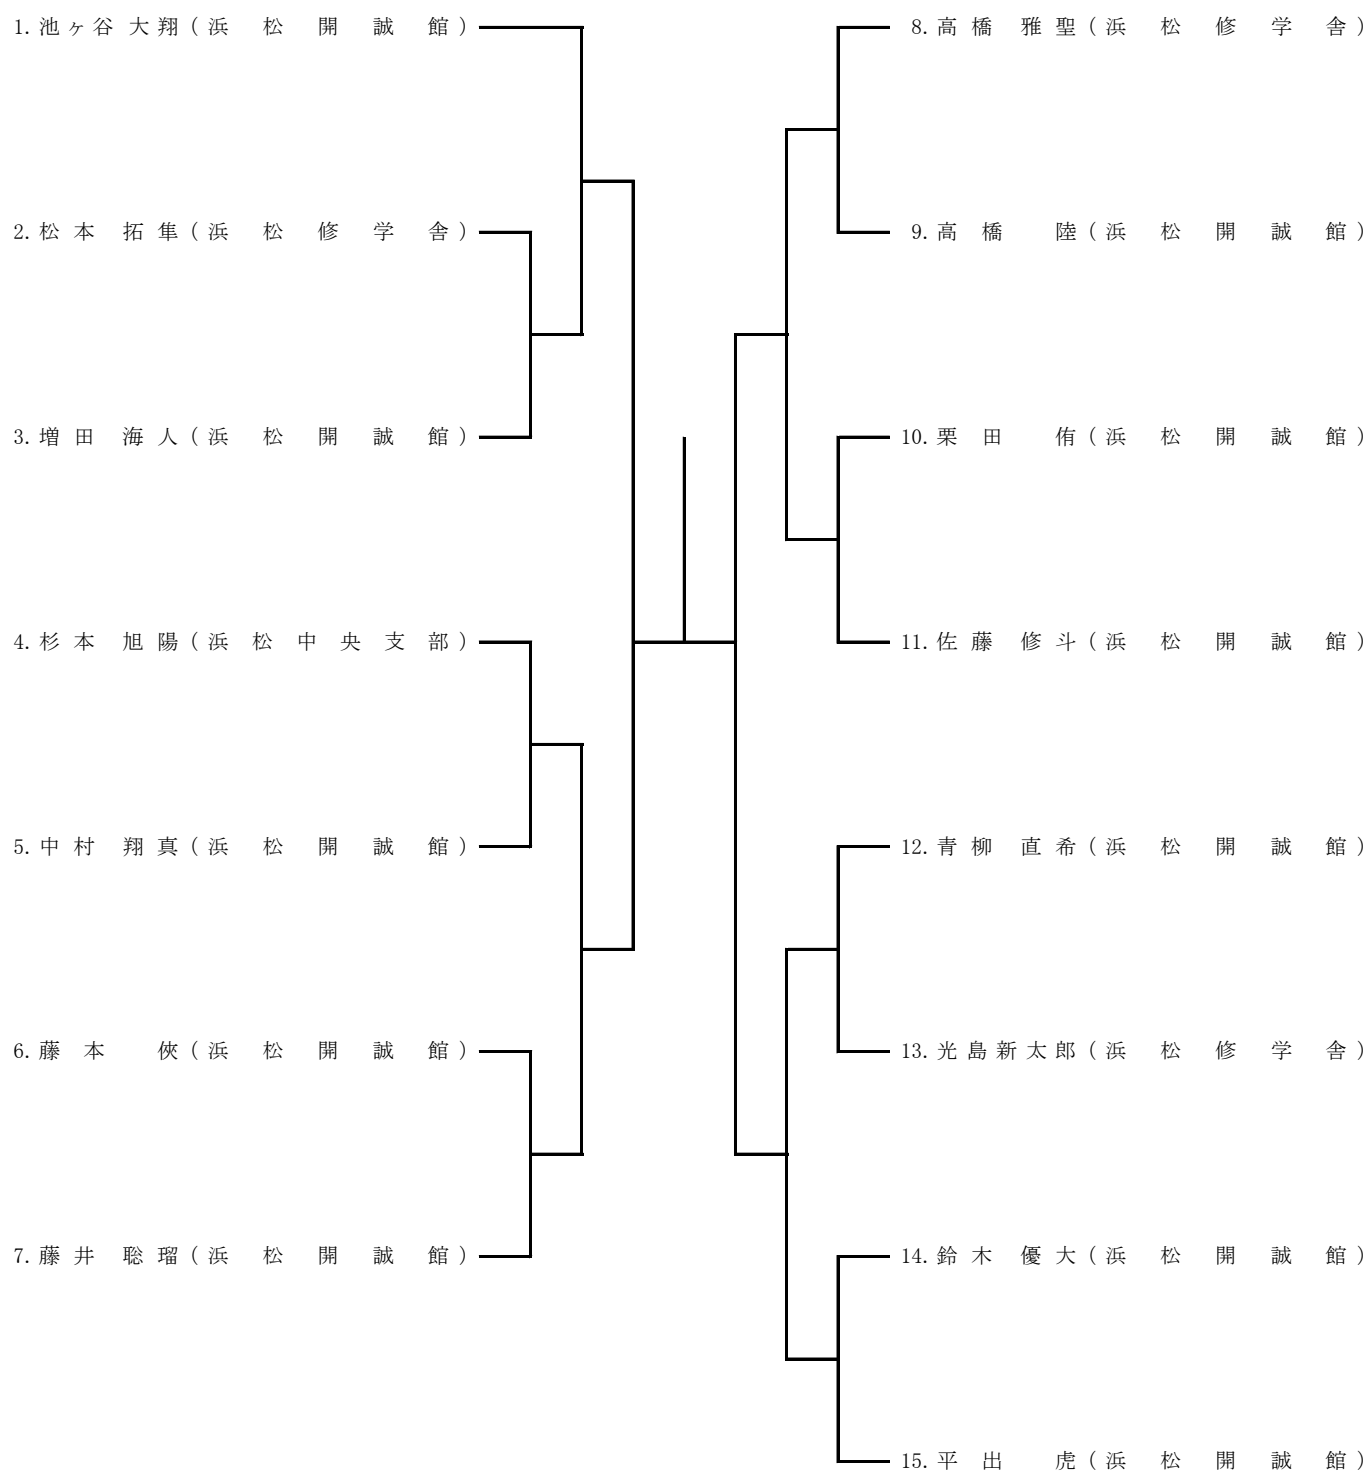 1. 池ヶ谷 大翔 (浜松開誠館)
2. 松本 拓隼 (浜松修学舎)
3. 増田 海人 (浜松開誠館)
4. 杉本 旭陽 (浜松中央支部)
5. 中村 翔真 (浜松開誠館)
6. 藤本 俠 (浜松開誠館)
7. 藤井 聡瑠 (浜松開誠館)
8. 高橋 雅聖 (浜松修学舎)
9. 高橋 陸 (浜松開誠館)
10. 栗田 侑 (浜松開誠館)
11. 佐藤 修斗 (浜松開誠館)
12. 青柳 直希 (浜松開誠館)
13. 光島新太郎 (浜松修学舎)
14. 鈴木 優大 (浜松開誠館)
15. 平出 虎 (浜松開誠館)